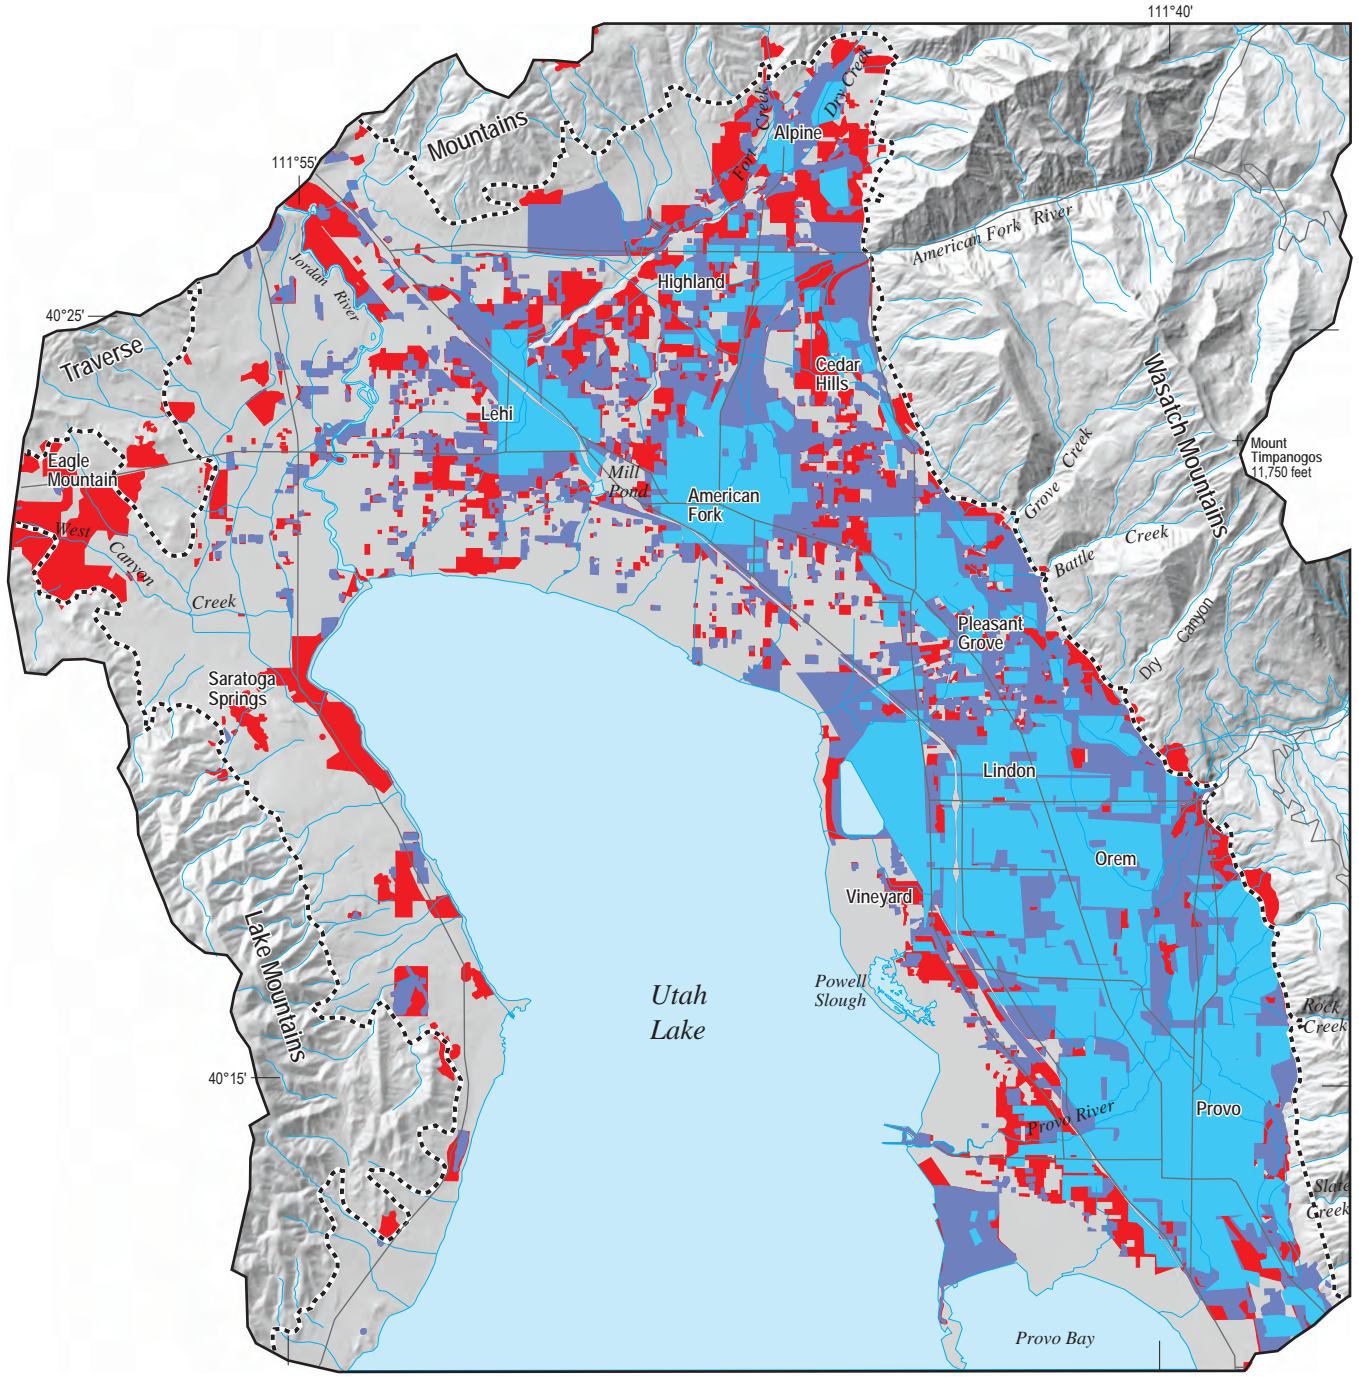 111°40'
Mountains
Creek
Fort
Dry Creek
Alpine
111°55'
American Fork River
Jordan River
Highland
40°25'
Traverse
Cedar
Hills
Wasatch Mountains
Lehi
Mount
Timpanogos
11,750 feet
Eagle
Mountain
Mill
Pond
Grove Creek
American
Fork
West
Canyon
Creek
Battle Creek
Dry Canyon
Pleasant
Grove
Saratoga
Springs
Lindon
Orem
Vineyard
Lake Mountains
Powell
Slough
Utah
Lake
Rock
Creek
40°15'
Provo River
Provo
Slate
Creek
Provo Bay